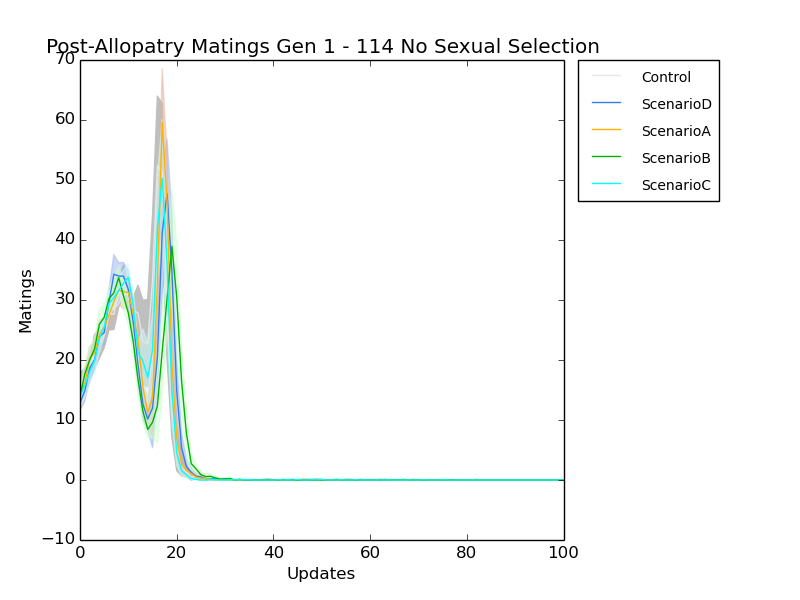 Post-Allopatry Matings Gen 1 - 114 No Sexual Selection
70
60
50
40
30
20
10
0
−10
0 20 40 60 80 100
Matings
Updates
Control
ScenarioD
ScenarioA
ScenarioB
ScenarioC